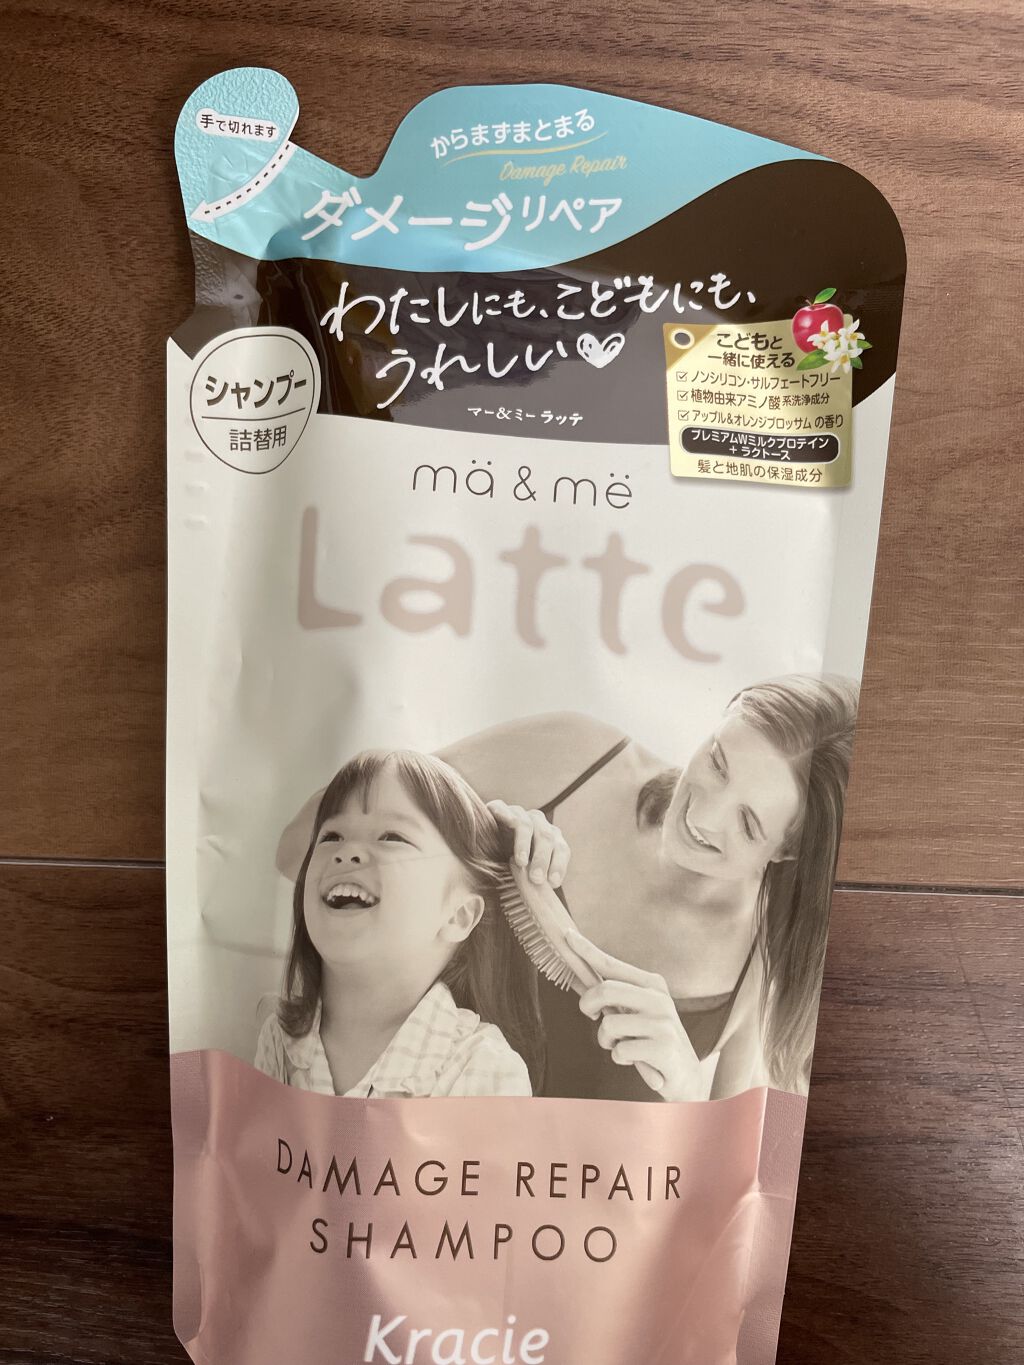 手で切れます
からまずまとまる
Damage Repair
ダメージリペア
わたしにも、こどもにも、
うれしい
マー&ミー ラッテ
シャンプー
詰替用
こどもと
一緒に使える
ノンシリコン・サルフェートフリー
植物由来アミノ酸系洗浄成分
アップル&オレンジブロッサム の香り
プレミアムWミルクプロテイン
+ラクトース
髪と地肌の保湿成分
mä & më
Latte
DAMAGE REPAIR
SHAMPOO
Kracie